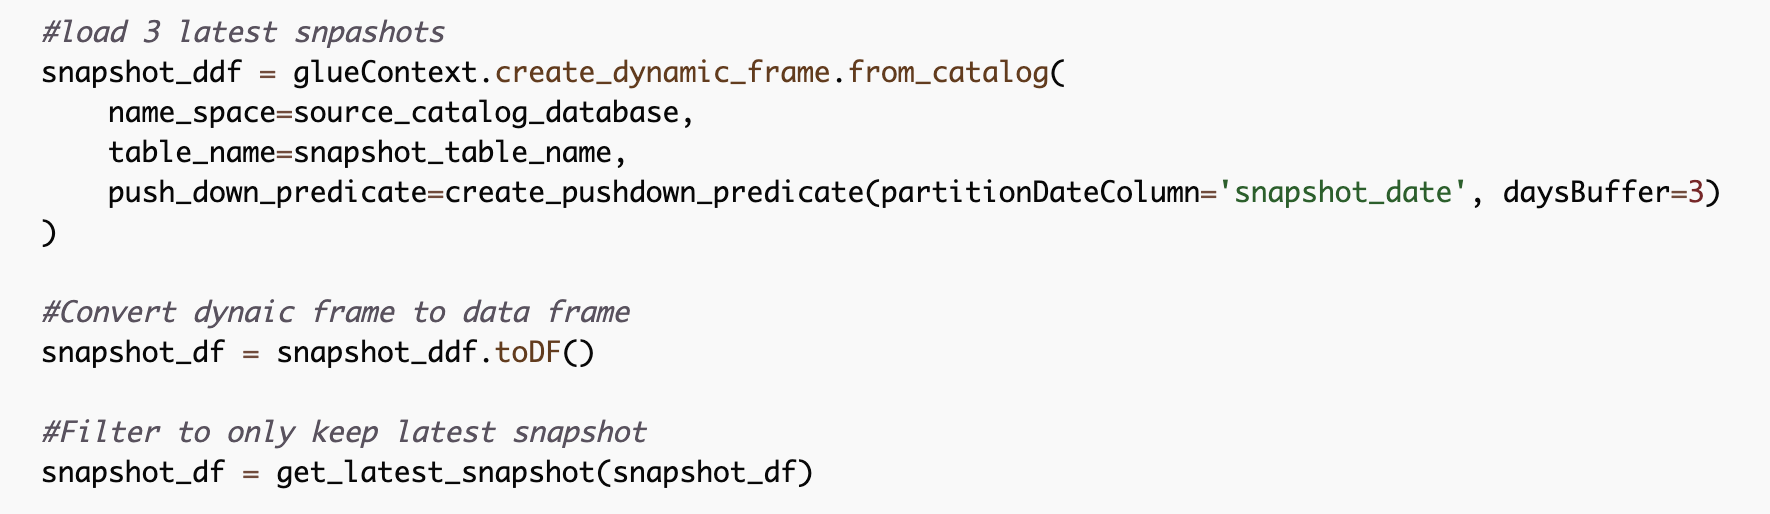 #load 3 latest snpashots
snapshot_ddf = glueContext.create_dynamic_frame.from_catalog(
    name_space=source_catalog_database,
    table_name=snapshot_table_name,
    push_down_predicate=create_pushdown_predicate(partitionDateColumn='snapshot_date', daysBuffer=3)
)

#Convert dynaic frame to data frame
snapshot_df = snapshot_ddf.toDF()

#Filter to only keep latest snapshot
snapshot_df = get_latest_snapshot(snapshot_df)